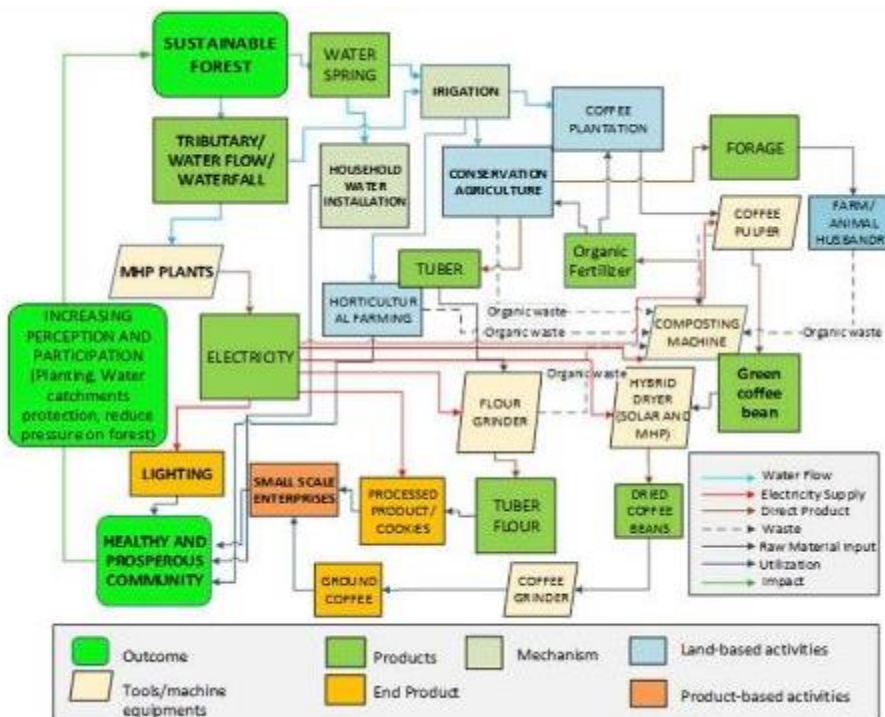 SUSTAINABLE
FOREST
WATER
SPRING
IRIGATION
COFFEE
PLANTATION
FORAGE
TRIBUTARY/
WATER FLOW/
WATERFALL
HOUSEHOLD
WATER
INSTALLATION
CONSERVATION
AGRICULTURE
COFFEE
PULPER
FARM/
ANIMAL
HUSBANDR
MHP PLANTS
TUBER
Organic
Fertilizer
HORTICULTUR
AL FARMING
Organic waste
Organic waste
COMPOSTING
MACHINE
Organic waste
INCREASING
PERCEPTION AND
PARTICIPATION
(Planting, Water
catchments
protection, reduce
pressure on forest)
ELECTRICITY
Organic waste
FLOUR
GRINDER
HYBRID
DRYER
(SOLAR AND
MHP)
Green
coffee
bean
LIGHTING
SMALL SCALE
ENTERPRISES
PROCESSED
PRODUCT/
COOKIES
TUBER
FLOUR
DRIED
COFFEE
BEANS
HEALTHY AND
PROSPEROUS
COMMUNITY
GROUND
COFFEE
COFFEE
GRINDER
Water Flow
Electricity Supply
Direct Product
Waste
Raw Material Input
Utilization
Impact
Outcome
Products
Mechanism
Land-based activities
Tools/machine
equipments
End Product
Product-based activities